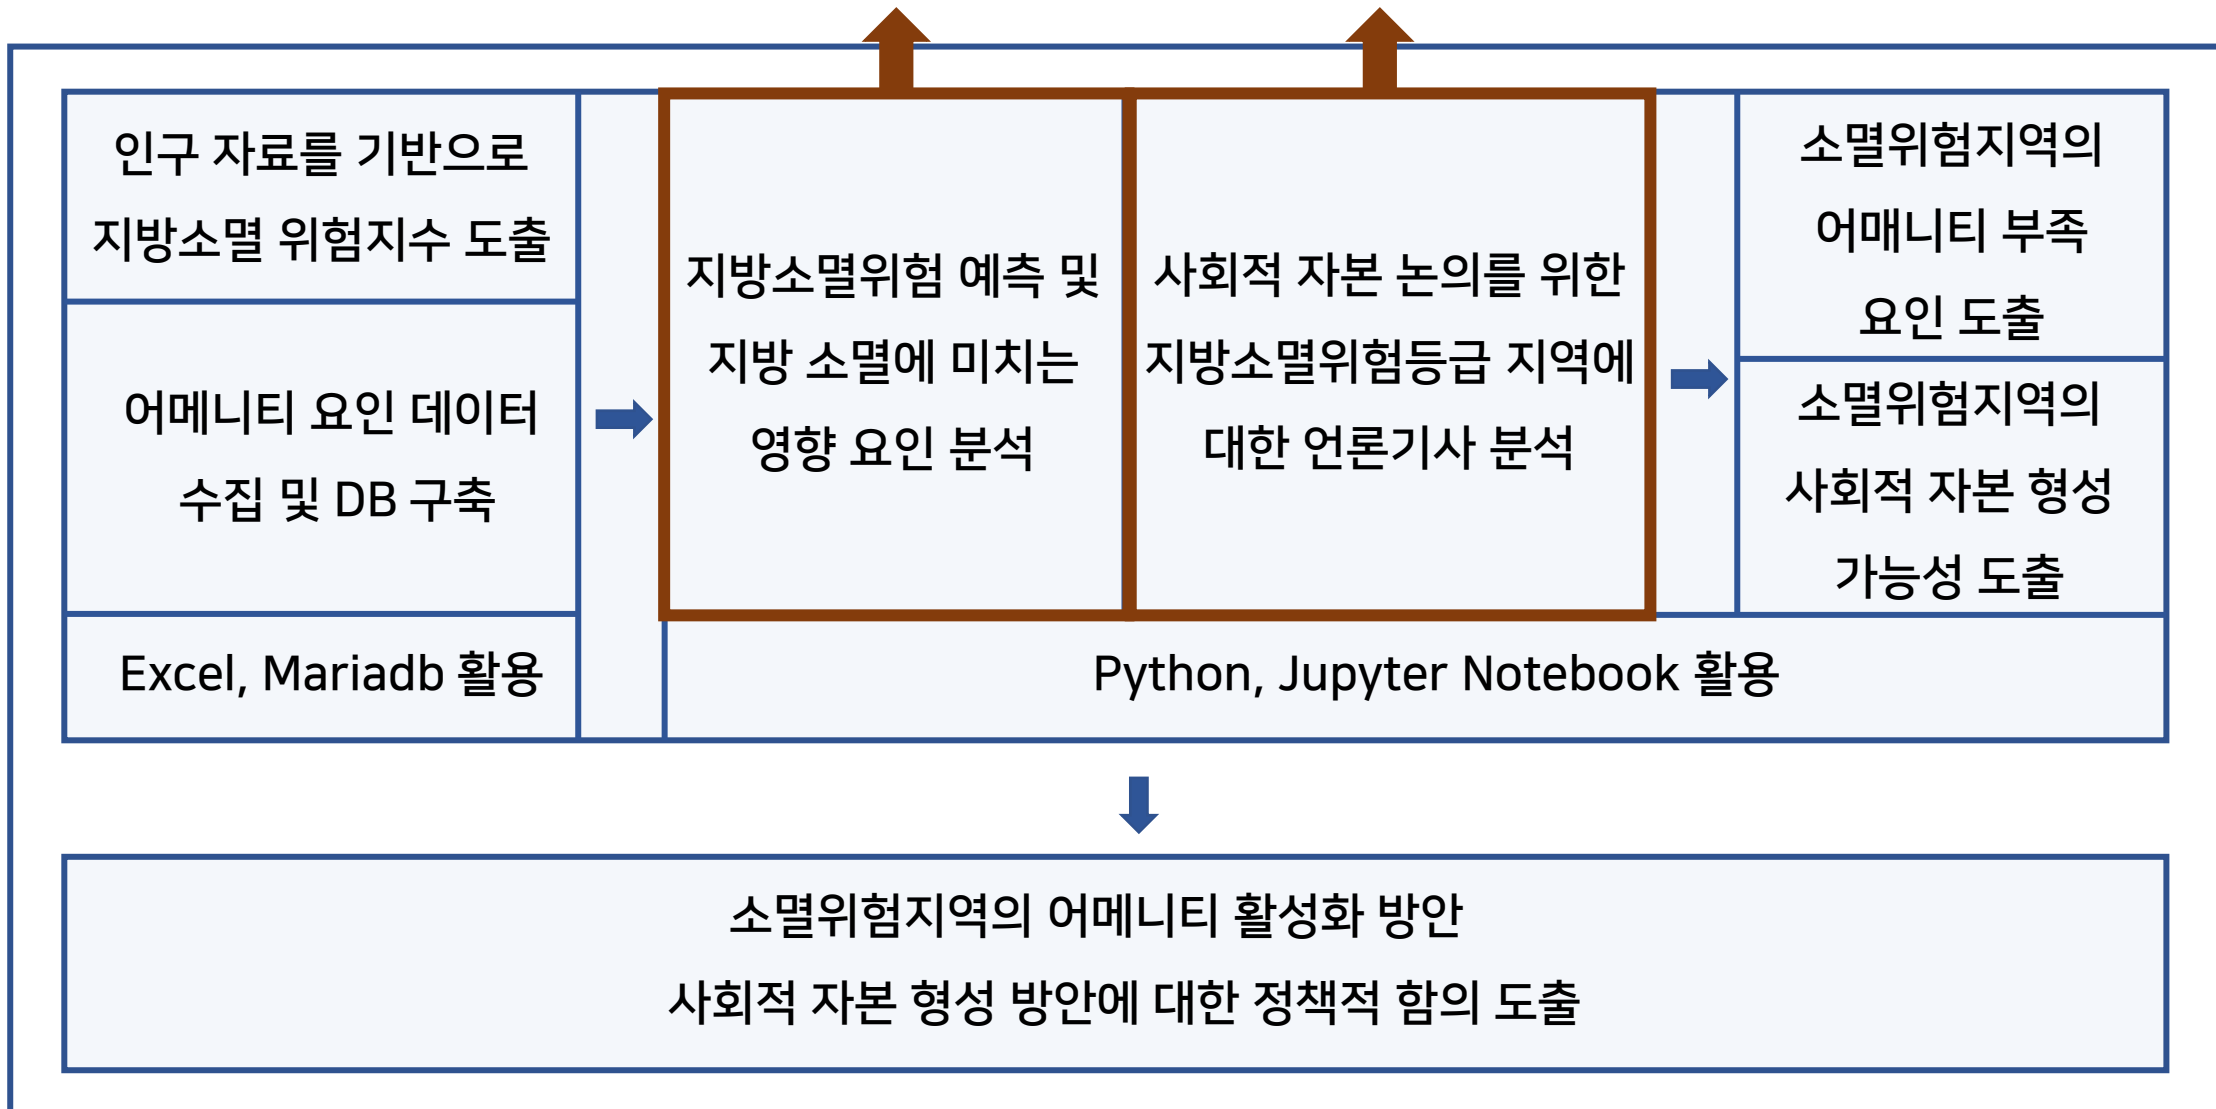 인구 자료를 기반으로
지방소멸 위험지수 도출
어메니티 요인 데이터
수집 및 DB 구축
Excel, Mariadb 활용
지방소멸위험 예측 및
지방 소멸에 미치는
영향 요인 분석
사회적 자본 논의를 위한
지방소멸위험등급 지역에
대한 언론기사 분석
소멸위험지역의
어매니티 부족
요인 도출
소멸위험지역의
사회적 자본 형성
가능성 도출
Python, Jupyter Notebook 활용
소멸위험지역의 어메니티 활성화 방안
사회적 자본 형성 방안에 대한 정책적 함의 도출